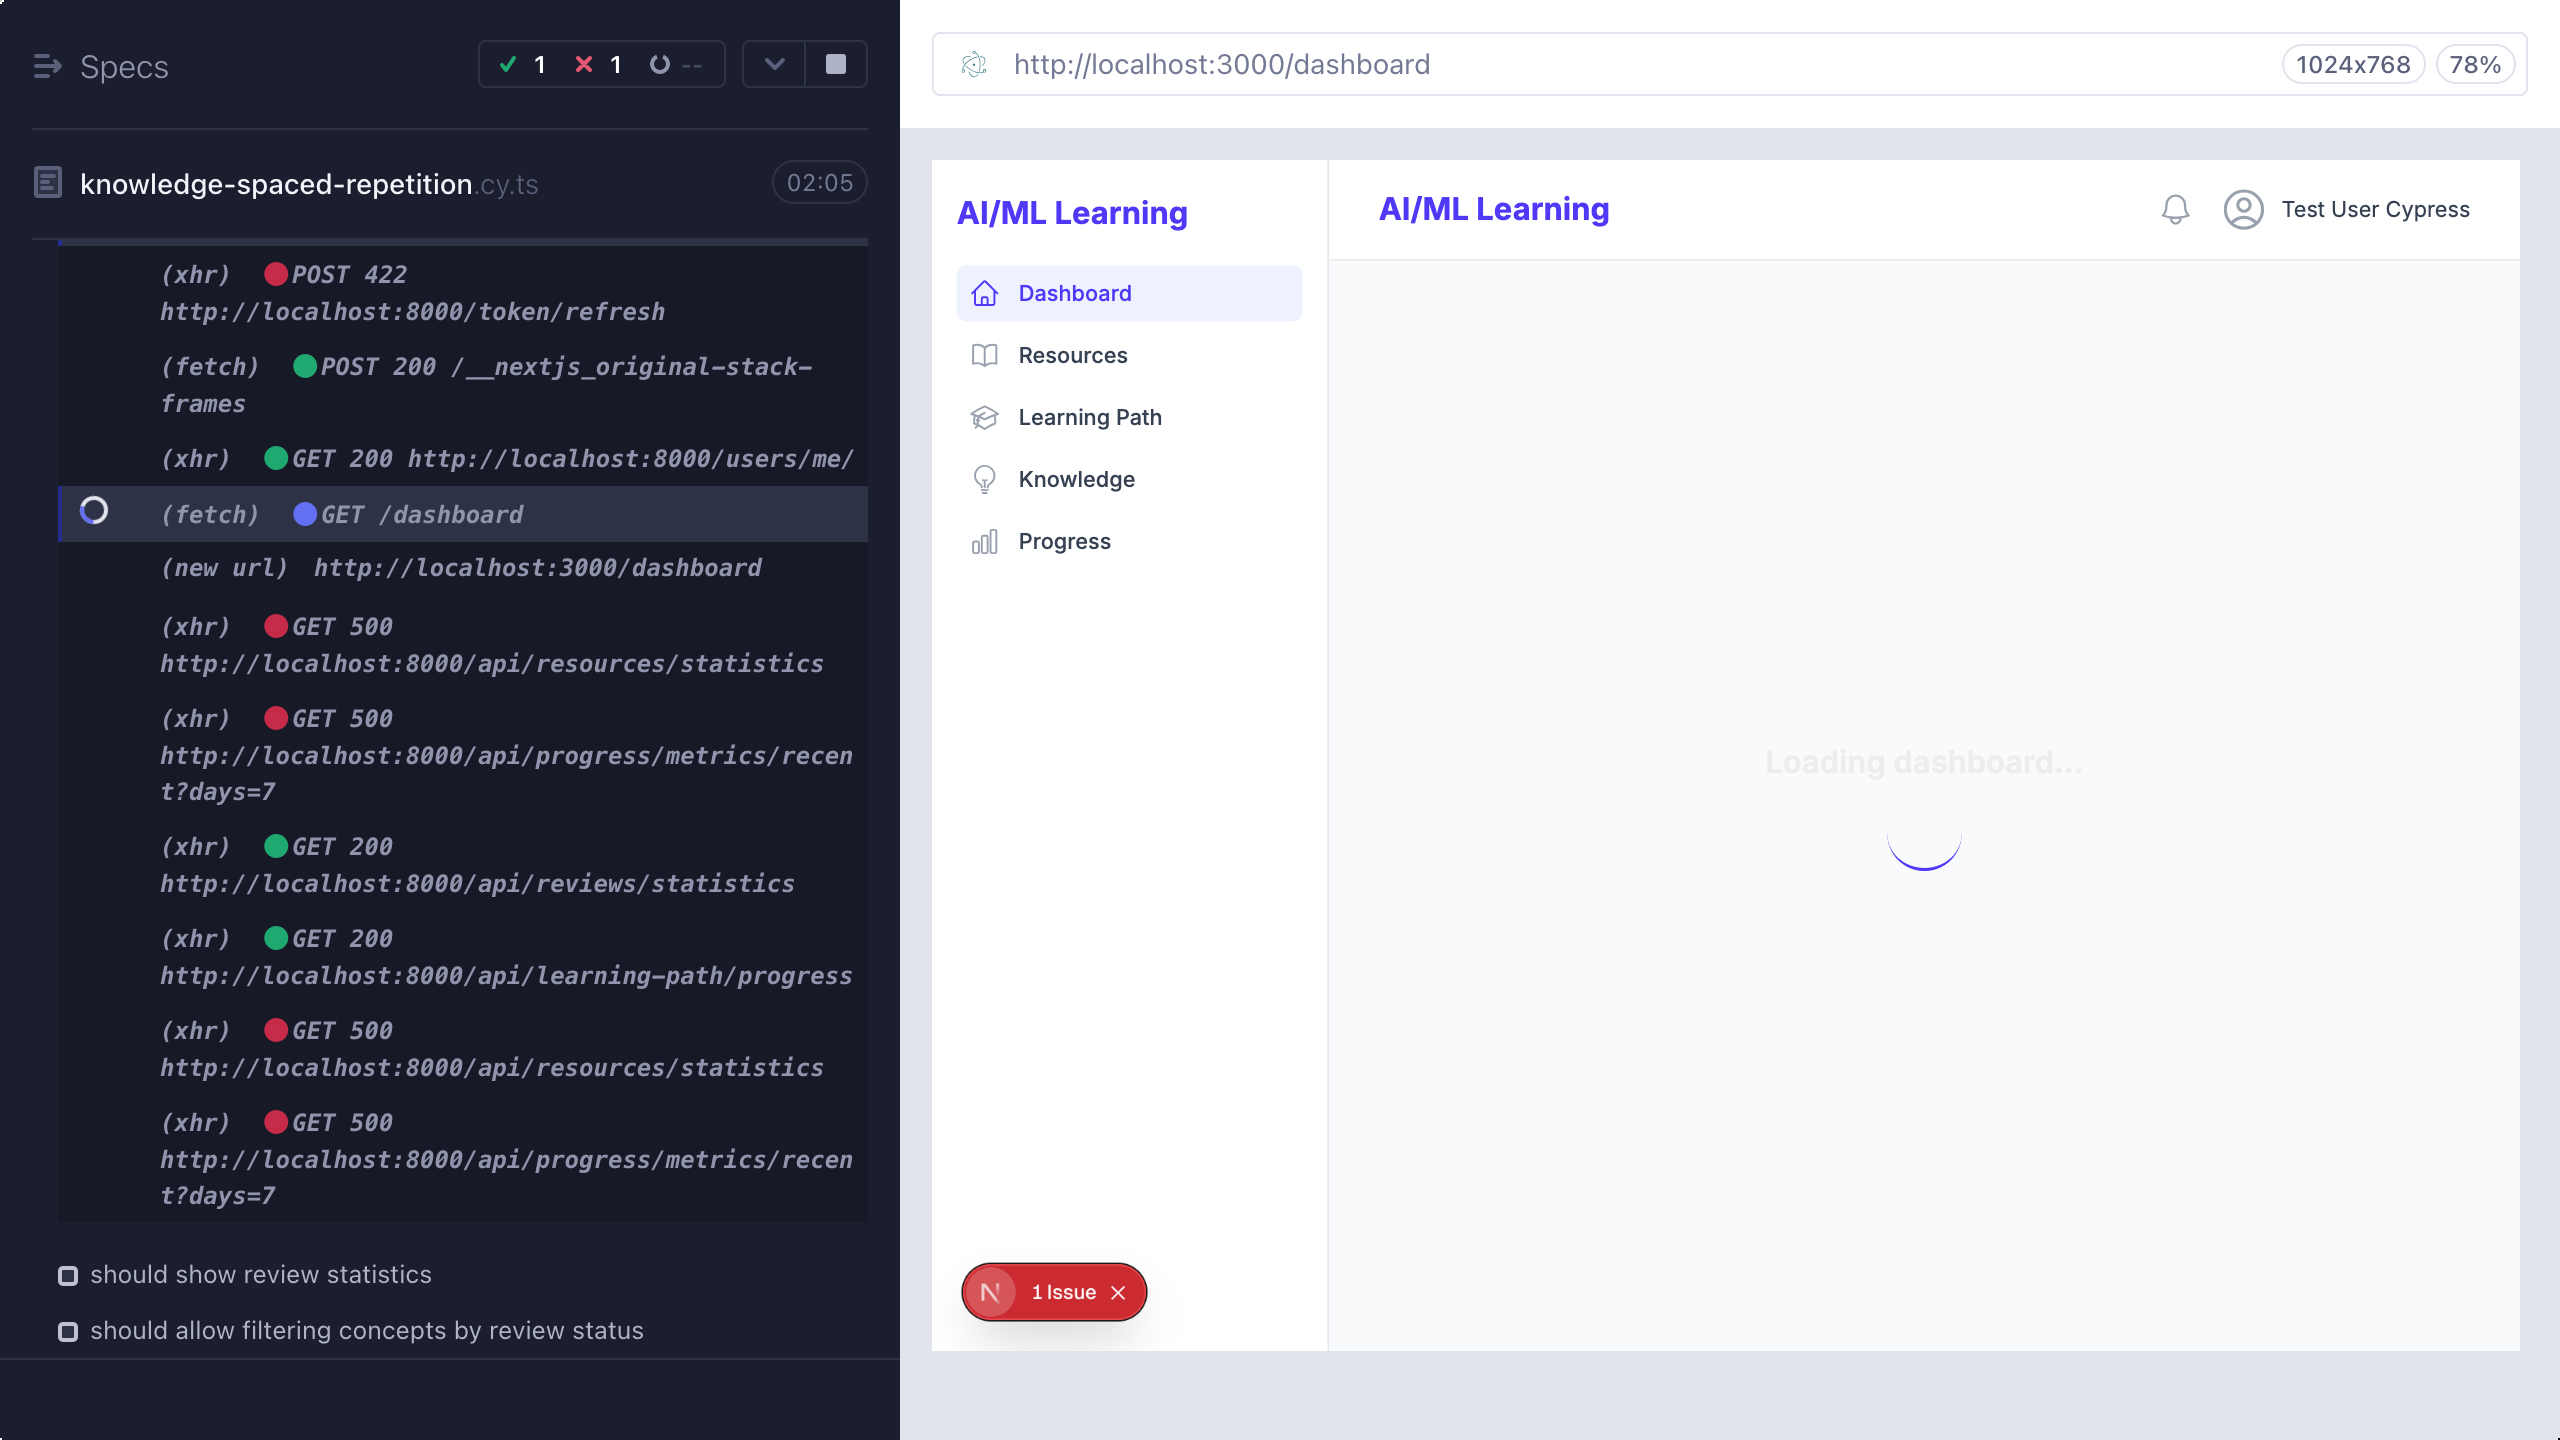 Specs
1 1 --
knowledge-spaced-repetition.cy.ts
02:05
(xhr) POST 422
http://localhost:8000/token/refresh
(fetch) POST 200 /__nextjs_original-stack-
frames
(xhr) GET 200 http://localhost:8000/users/me/
(fetch) GET /dashboard
(new url) http://localhost:3000/dashboard
(xhr) GET 500
http://localhost:8000/api/resources/statistics
(xhr) GET 500
http://localhost:8000/api/progress/metrics/recen
t?days=7
(xhr) GET 200
http://localhost:8000/api/reviews/statistics
(xhr) GET 200
http://localhost:8000/api/learning-path/progress
(xhr) GET 500
http://localhost:8000/api/resources/statistics
(xhr) GET 500
http://localhost:8000/api/progress/metrics/recen
t?days=7
should show review statistics
should allow filtering concepts by review status
http://localhost:3000/dashboard
1024x768
78%
AI/ML Learning
Dashboard
Resources
Learning Path
Knowledge
Progress
N 1 Issue
AI/ML Learning
Test User Cypress
Loading dashboard...